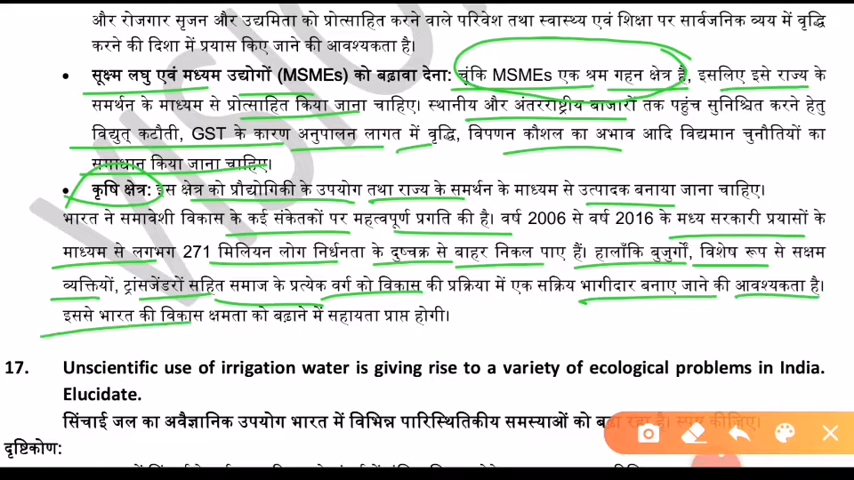 और रोजगार सृजन और उद्यमिता को प्रोत्साहित करने वाले परिवेश तथा स्वास्थ्य एवं शिक्षा पर सार्वजनिक व्यय में वृद्धि
करने की दिशा में प्रयास किए जाने की आवश्यकता है।
• सूक्ष्म लघु एवं मध्यम उद्योगों (MSMEs) को बढ़ावा देना: चूंकि MSMEs एक श्रम गहन क्षेत्र है, इसलिए इसे राज्य के
समर्थन के माध्यम से प्रोत्साहित किया जाना चाहिए। स्थानीय और अंतरराष्ट्रीय बाजारों तक पहुंच सुनिश्चित करने हेतु
विद्युत् कटौती, GST के कारण अनुपालन लागत में वृद्धि, विपणन कौशल का अभाव आदि विद्यमान चुनौतियों का
समाधान किया जाना चाहिए।
• कृषि क्षेत्र: इस क्षेत्र को प्रौद्योगिकी के उपयोग तथा राज्य के समर्थन के माध्यम से उत्पादक बनाया जाना चाहिए।
भारत ने समावेशी विकास के कई संकेतकों पर महत्वपूर्ण प्रगति की है। वर्ष 2006 से वर्ष 2016 के मध्य सरकारी प्रयासों के
माध्यम से लगभग 271 मिलियन लोग निर्धनता के दुष्चक्र से बाहर निकल पाए हैं। हालाँकि बुजुर्गों, विशेष रूप से सक्षम
व्यक्तियों, ट्रांसजेंडरों सहित समाज के प्रत्येक वर्ग को विकास की प्रक्रिया में एक सक्रिय भागीदार बनाए जाने की आवश्यकता है।
इससे भारत की विकास क्षमता को बढ़ाने में सहायता प्राप्त होगी।
17. Unscientific use of irrigation water is giving rise to a variety of ecological problems in India.
Elucidate.
सिंचाई जल का अवैज्ञानिक उपयोग भारत में विभिन्न पारिस्थितिकीय समस्याओं को बढ़ा रहा है। स्पष्ट कीजिए।
दृष्टिकोण: